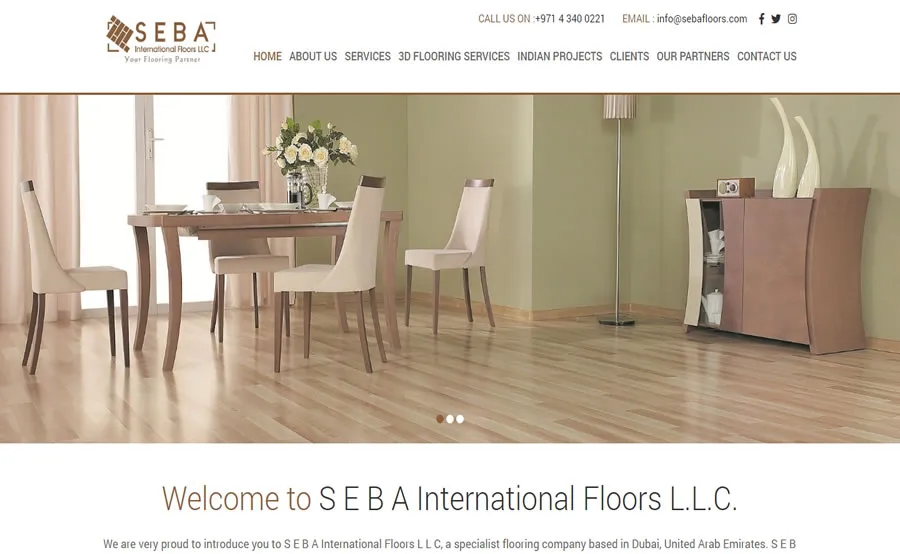 CALL US ON :+971 4 340 0221 EMAIL : info@sebafloors.com
SEBA
International Floors LLC
Your Flooring Partner
HOME ABOUT US SERVICES 3D FLOORING SERVICES INDIAN PROJECTS CLIENTS OUR PARTNERS CONTACT US
Welcome to S E B A International Floors L.L.C.
We are very proud to introduce you to S E B A International Floors L L C, a specialist flooring company based in Dubai, United Arab Emirates. S E B